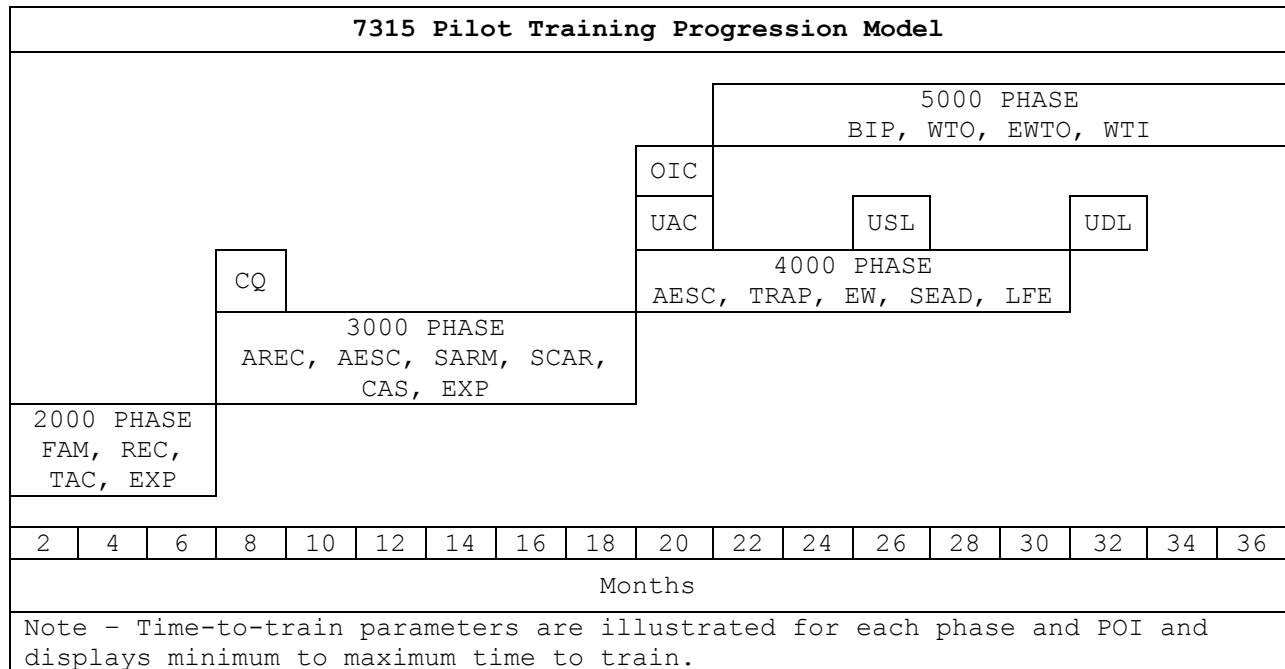 7315 Pilot Training Progression Model
5000 PHASE
BIP, WTO, EWTO, WTI
OIC
UAC
USL
UDL
4000 PHASE
AESC, TRAP, EW, SEAD, LFE
CQ
3000 PHASE
AREC, AESC, SARM, SCAR,
CAS, EXP
2000 PHASE
FAM, REC,
TAC, EXP
2 4 6 8 10 12 14 16 18 20 22 24 26 28 30 32 34 36
Months
Note – Time-to-train parameters are illustrated for each phase and POI and
displays minimum to maximum time to train.